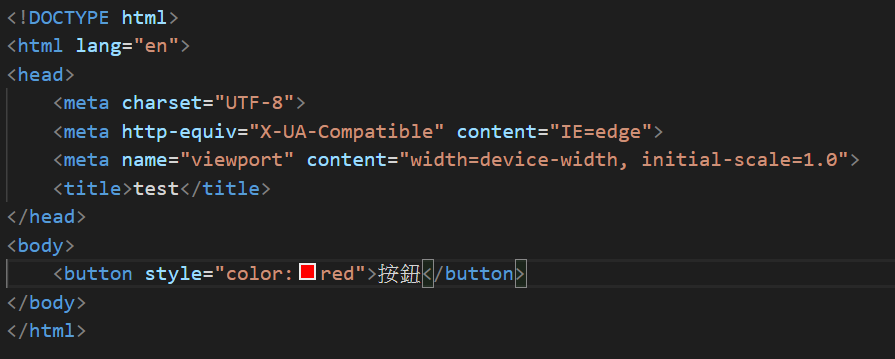 <!DOCTYPE html>
<html lang="en">
<head>
    <meta charset="UTF-8">
    <meta http-equiv="X-UA-Compatible" content="IE=edge">
    <meta name="viewport" content="width=device-width, initial-scale=1.0">
    <title>test</title>
</head>
<body>
    <button style="color:red">按鈕</button>
</body>
</html>